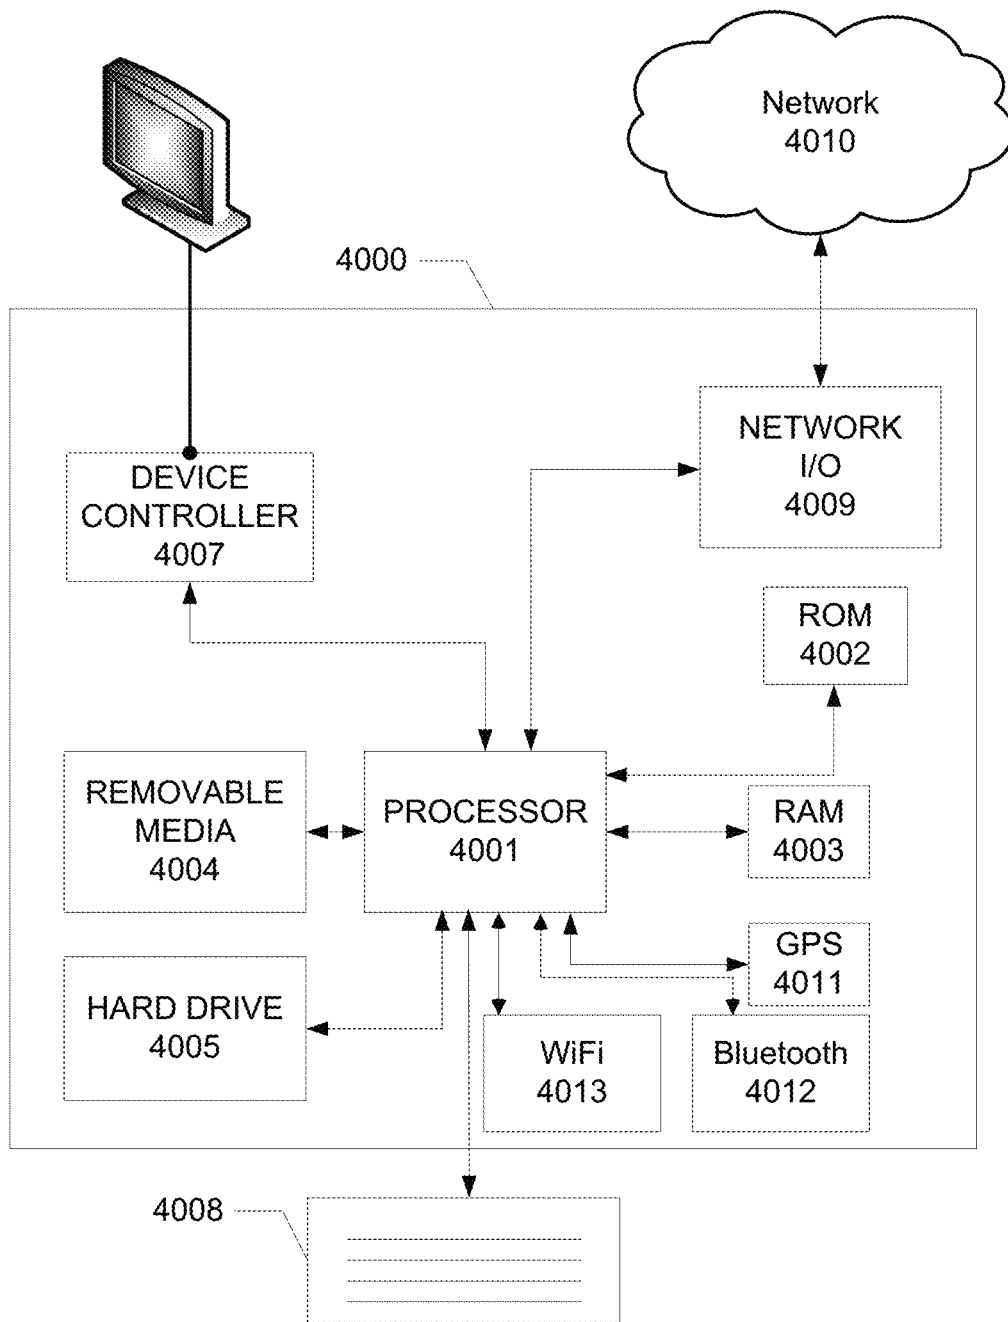 Network
4010
4000
NETWORK
I/O
4009
DEVICE
CONTROLLER
4007
ROM
4002
REMOVABLE
MEDIA
4004
PROCESSOR
4001
RAM
4003
GPS
4011
HARD DRIVE
4005
WiFi
4013
Bluetooth
4012
4008